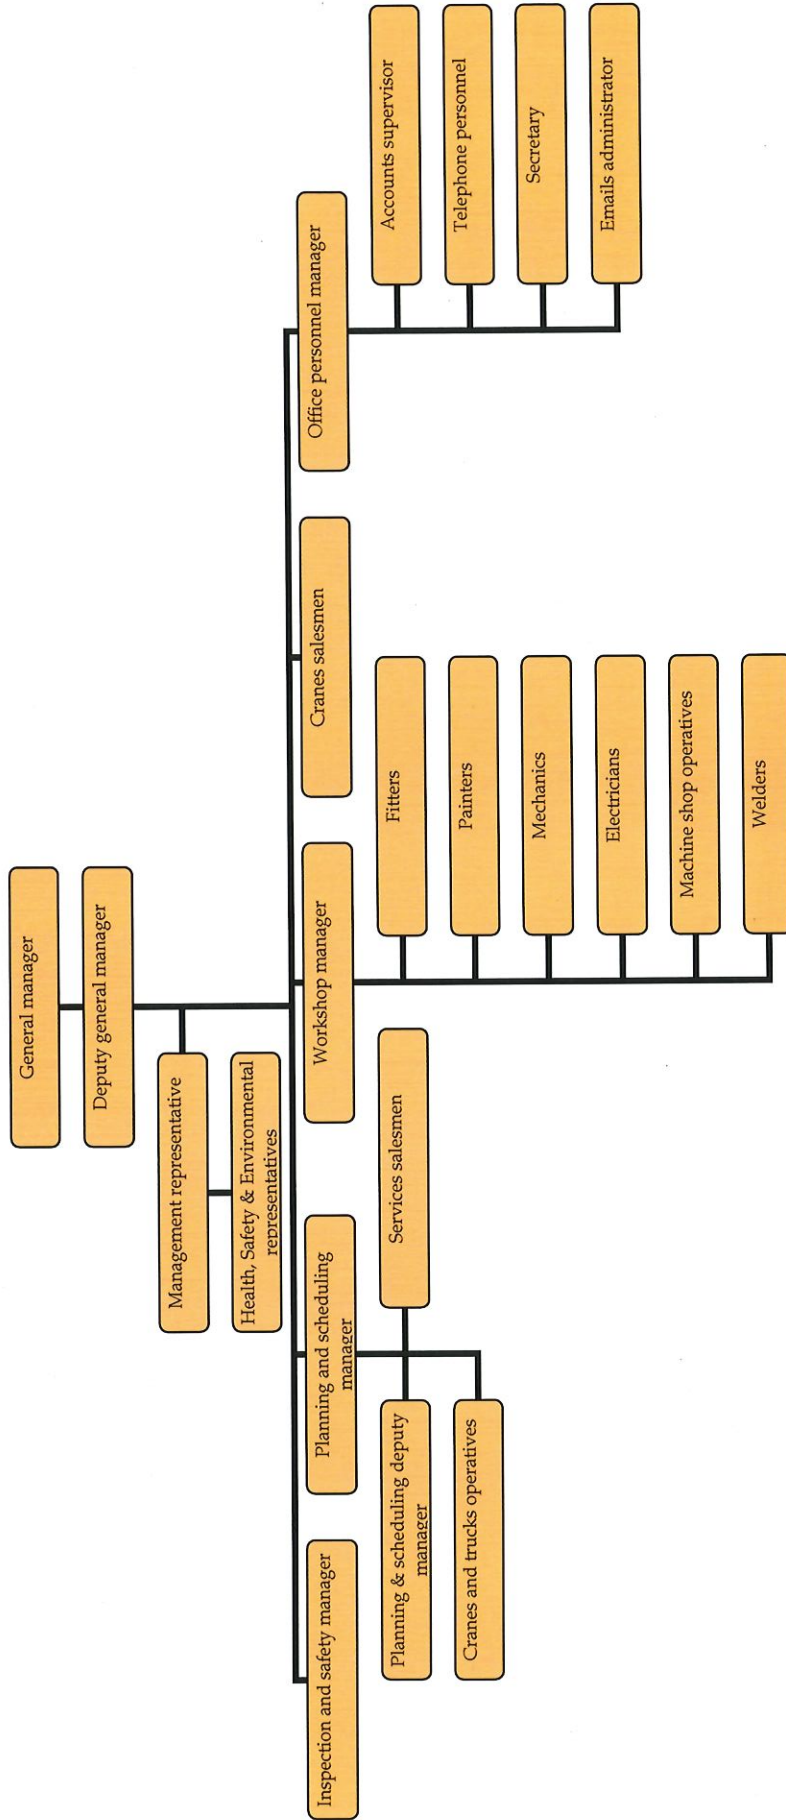 General manager
Deputy general manager
Management representative
Health, Safety & Environmental
representatives
Inspection and safety manager
Planning and scheduling
manager
Workshop manager
Cranes salesmen
Office personnel manager
Planning & scheduling deputy
manager
Services salesmen
Cranes and trucks operatives
Fitters
Painters
Mechanics
Electricians
Machine shop operatives
Welders
Accounts supervisor
Telephone personnel
Secretary
Emails administrator